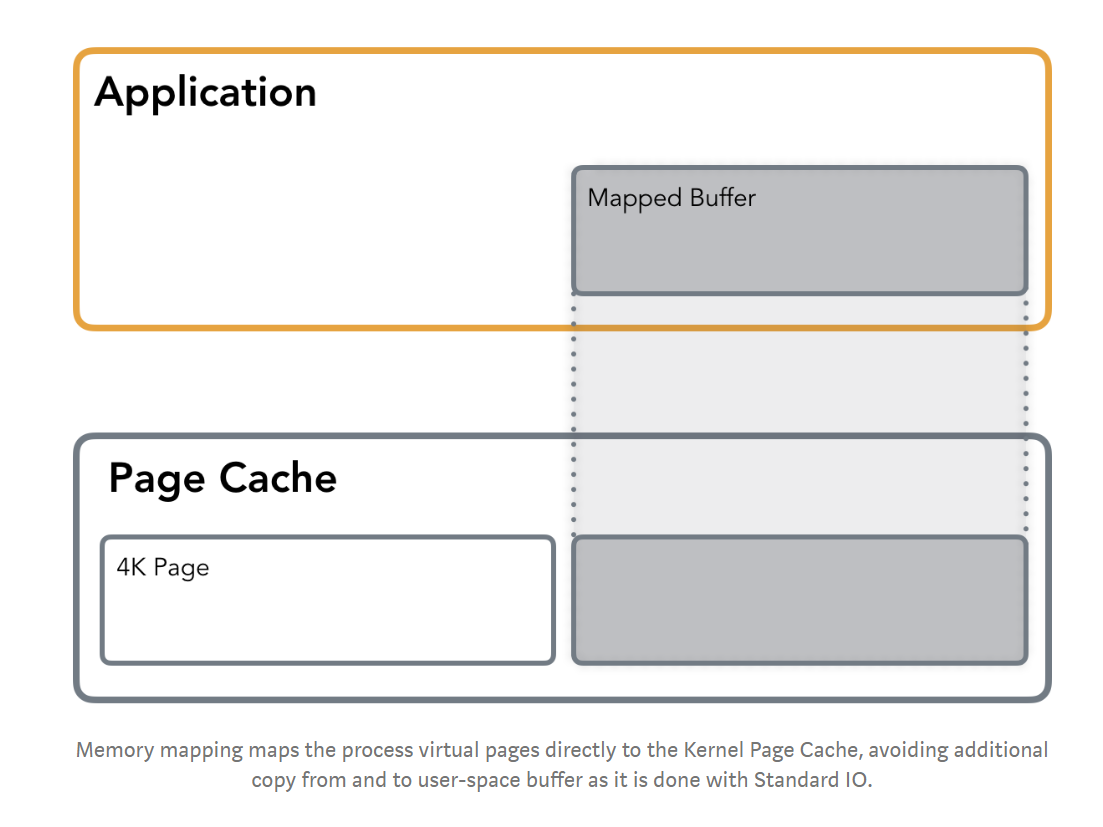 Application
Mapped Buffer
Page Cache
4K Page
Memory mapping maps the process virtual pages directly to the Kernel Page Cache, avoiding additional
copy from and to user-space buffer as it is done with Standard IO.